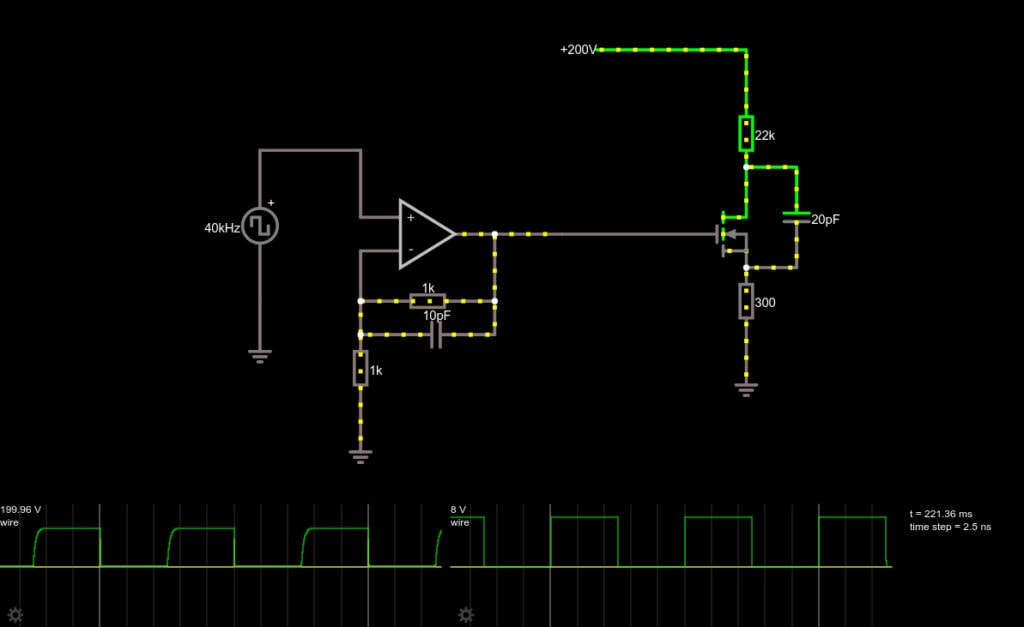 +200V
22k
+
40kHz
+
-
20pF
1k
10pF
300
1k
199.96 V
wire
8 V
wire
t = 221.36 ms
time step = 2.5 ns